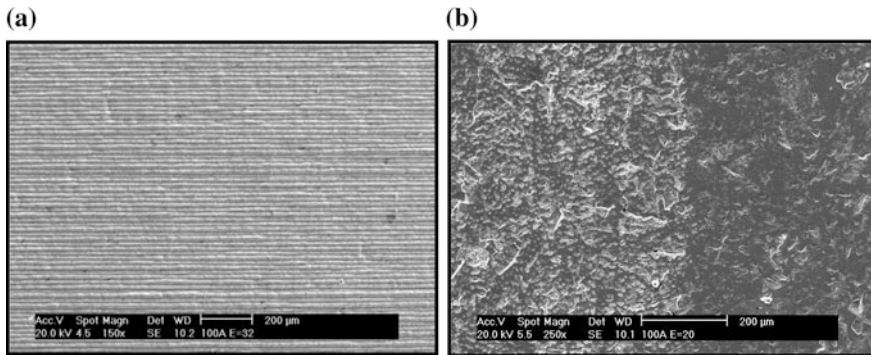 (a)
(b)
Acc.V Spot Magn Det WD 200 µm
20.0 kV 4.5 150x SE 10.2 100A E=32
Acc.V Spot Magn Det WD 200 µm
20.0 kV 5.5 250x SE 10.1 100A E=20